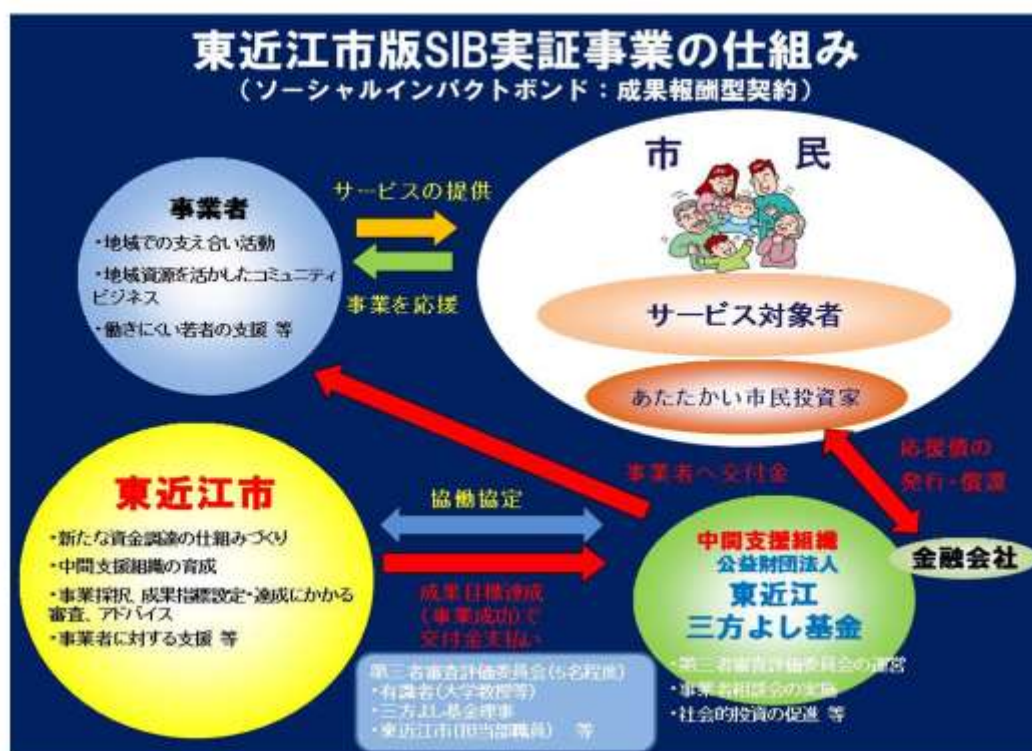 東近江市版SIB実証事業の仕組み
（ソーシャルインパクトボンド：成果報酬型契約）
市 民
事業者
・地域での支え合い活動
・地域資源を活かしたコミュニティ
ビジネス
・働きにくい若者の支援 等
サービスの提供
事業を応援
サービス対象者
あたたかい市民投資家
応援債の
発行・償還
事業者へ交付金
東近江市
・新たな資金調達の仕組みづくり
・中間支援組織の育成
・事業採択、成果指標設定・達成にかかる
審査、アドバイス
・事業者に対する支援 等
協働協定
成果目標達成
（事業成功）で
交付金支払い
中間支援組織
公益財団法人
東近江
三方よし基金
金融会社
・第三者審査評価委員会の運営
・事業者相談会の実施
・社会的投資の促進 等
第三者審査評価委員会（5名程度）
・有識者（大学教授等）
・三方よし基金理事
・東近江市（担当部職員） 等